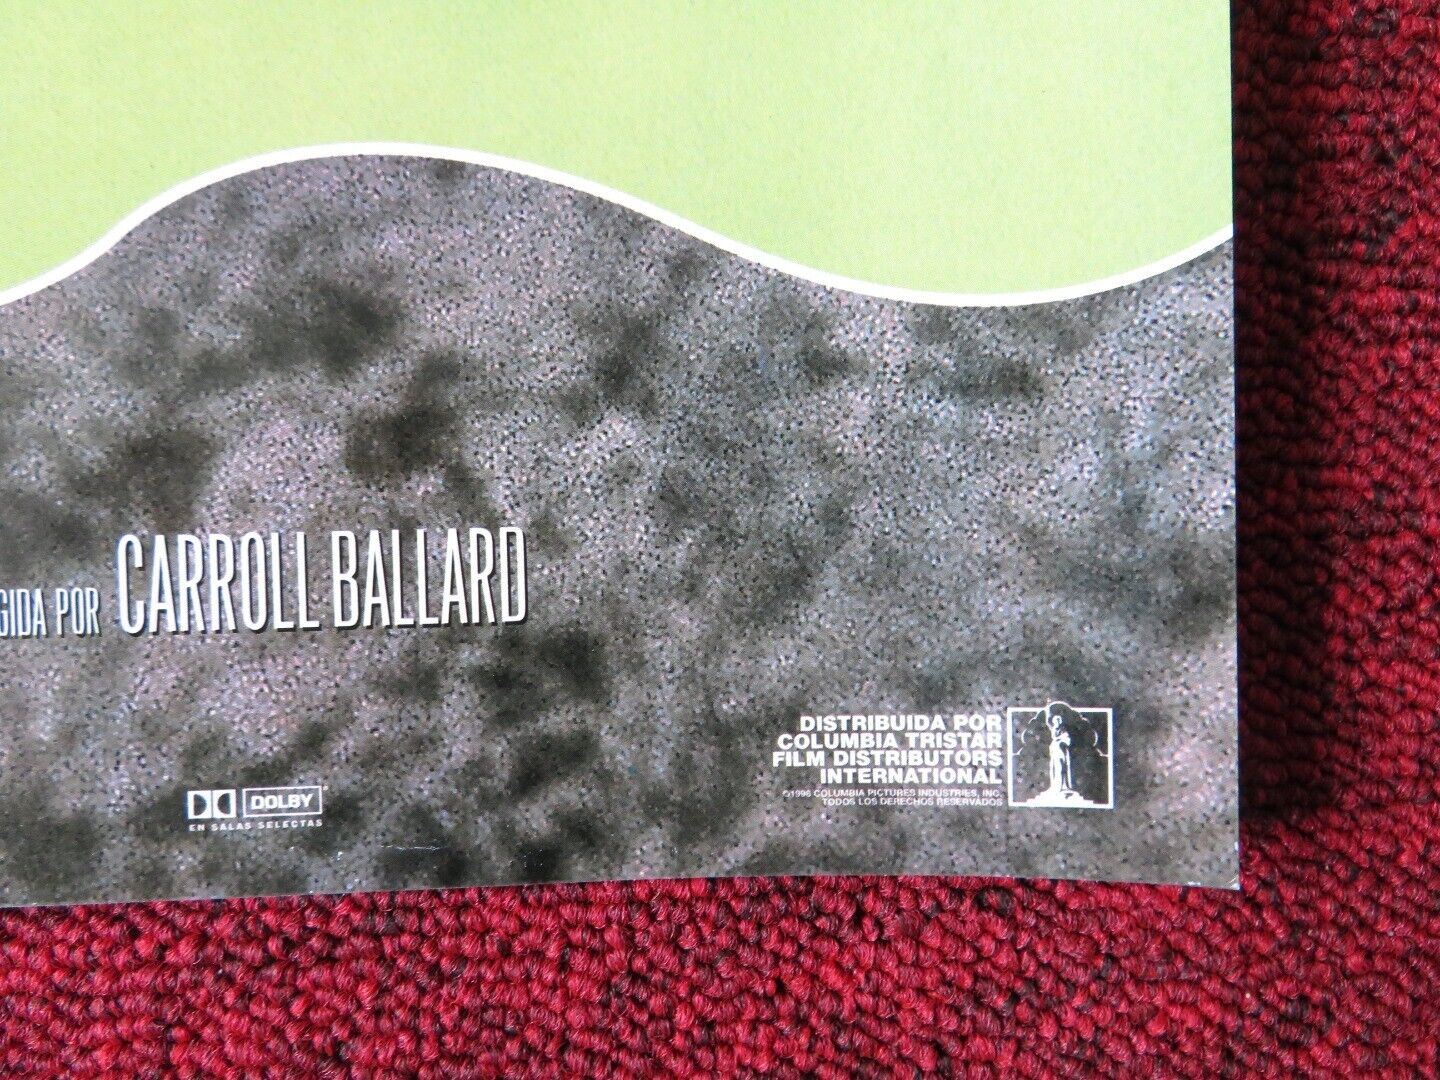 GIDA POR CARROLL BALLARD
DISTRIBUIDA POR
COLUMBIA TRISTAR
FILM DISTRIBUTORS
INTERNATIONAL
©1996 COLUMBIA PICTURES INDUSTRIES, INC.
TODOS LOS DERECHOS RESERVADOS
DOLBY
EN SALAS SELECTAS